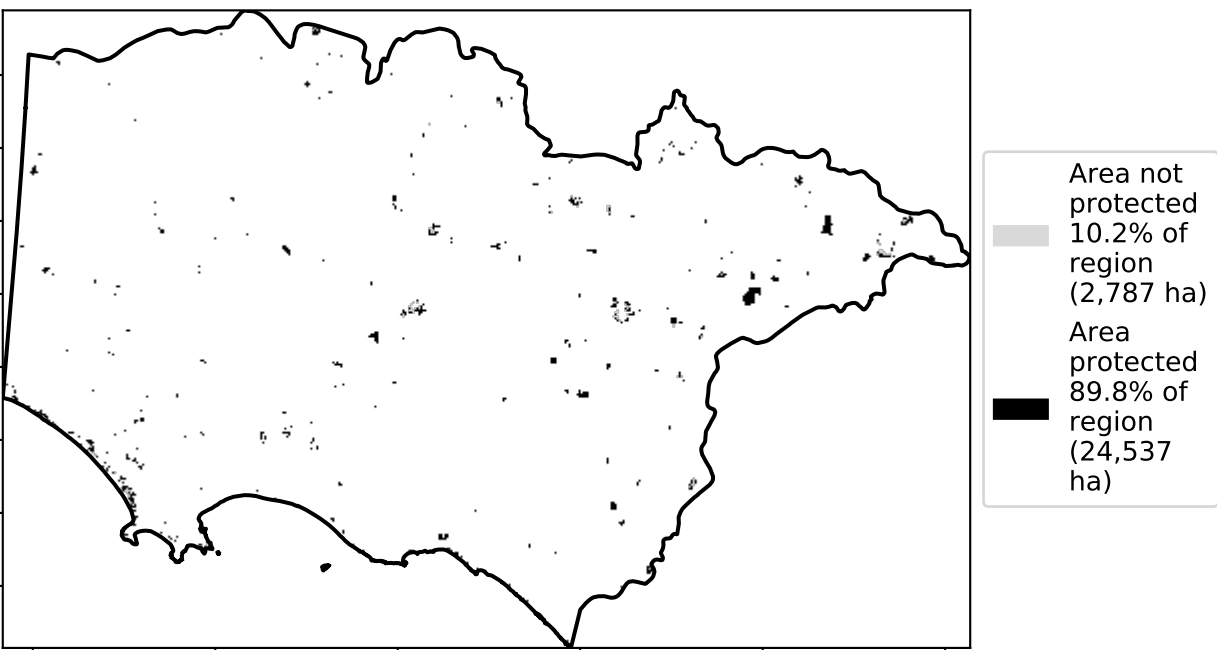 Area not
protected
10.2% of
region
(2,787 ha)
Area
protected
89.8% of
region
(24,537
ha)